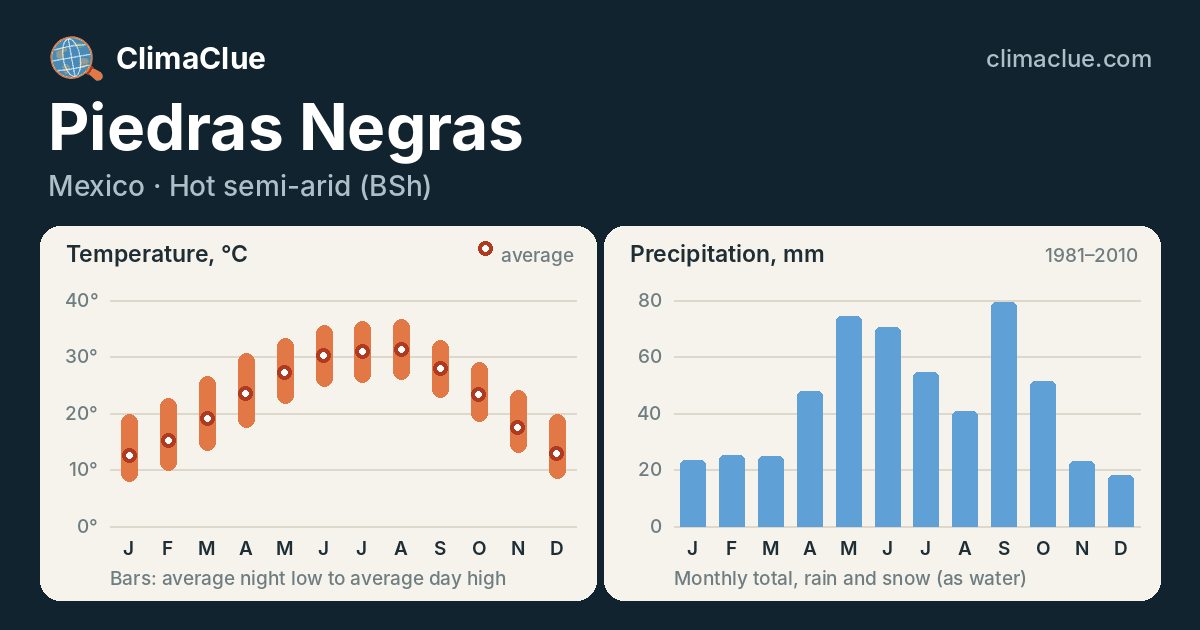 ClimaClue
climaclue.com
Piedras Negras
Mexico · Hot semi-arid (BSh)
Temperature, °C
average
40°
30°
20°
10°
0°
J F M A M J J A S O N D
Bars: average night low to average day high
Precipitation, mm
1981–2010
80
60
40
20
0
J F M A M J J A S O N D
Monthly total, rain and snow (as water)